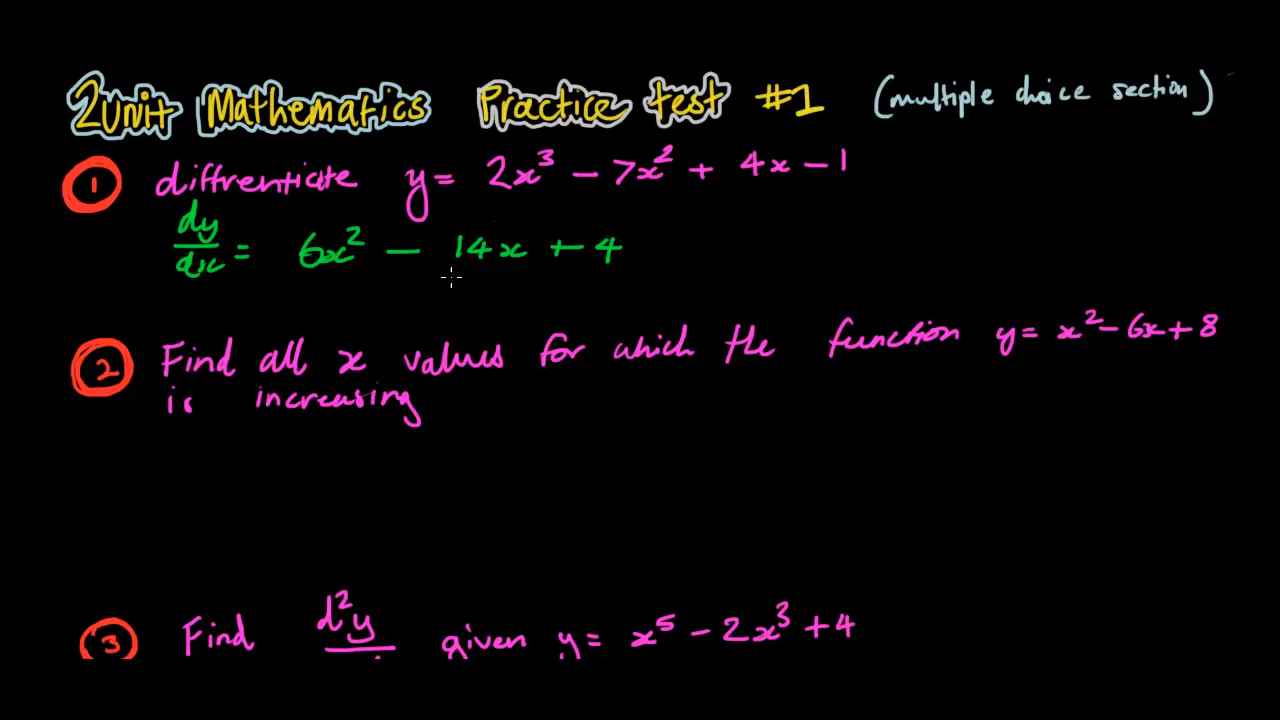 2Unit Mathematics Practice test #1 (multiple choice section)
1 diffrentiate y = 2x³ − 7x² + 4x − 1
dy/dx = 6x² − 14x + 4
2 Find all x values for which the function y = x² − 6x + 8
is increasing
3 Find d²y given y = x⁵ − 2x³ + 4